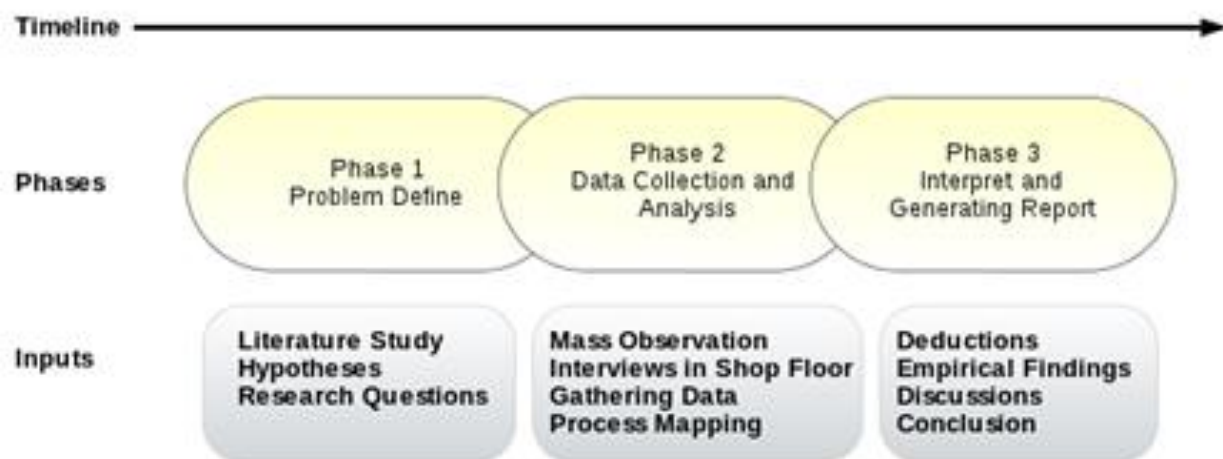 Timeline
Phases
Phase 1
Problem Define
Phase 2
Data Collection and
Analysis
Phase 3
Interpret and
Generating Report
Inputs
Literature Study
Hypotheses
Research Questions
Mass Observation
Interviews in Shop Floor
Gathering Data
Process Mapping
Deductions
Empirical Findings
Discussions
Conclusion